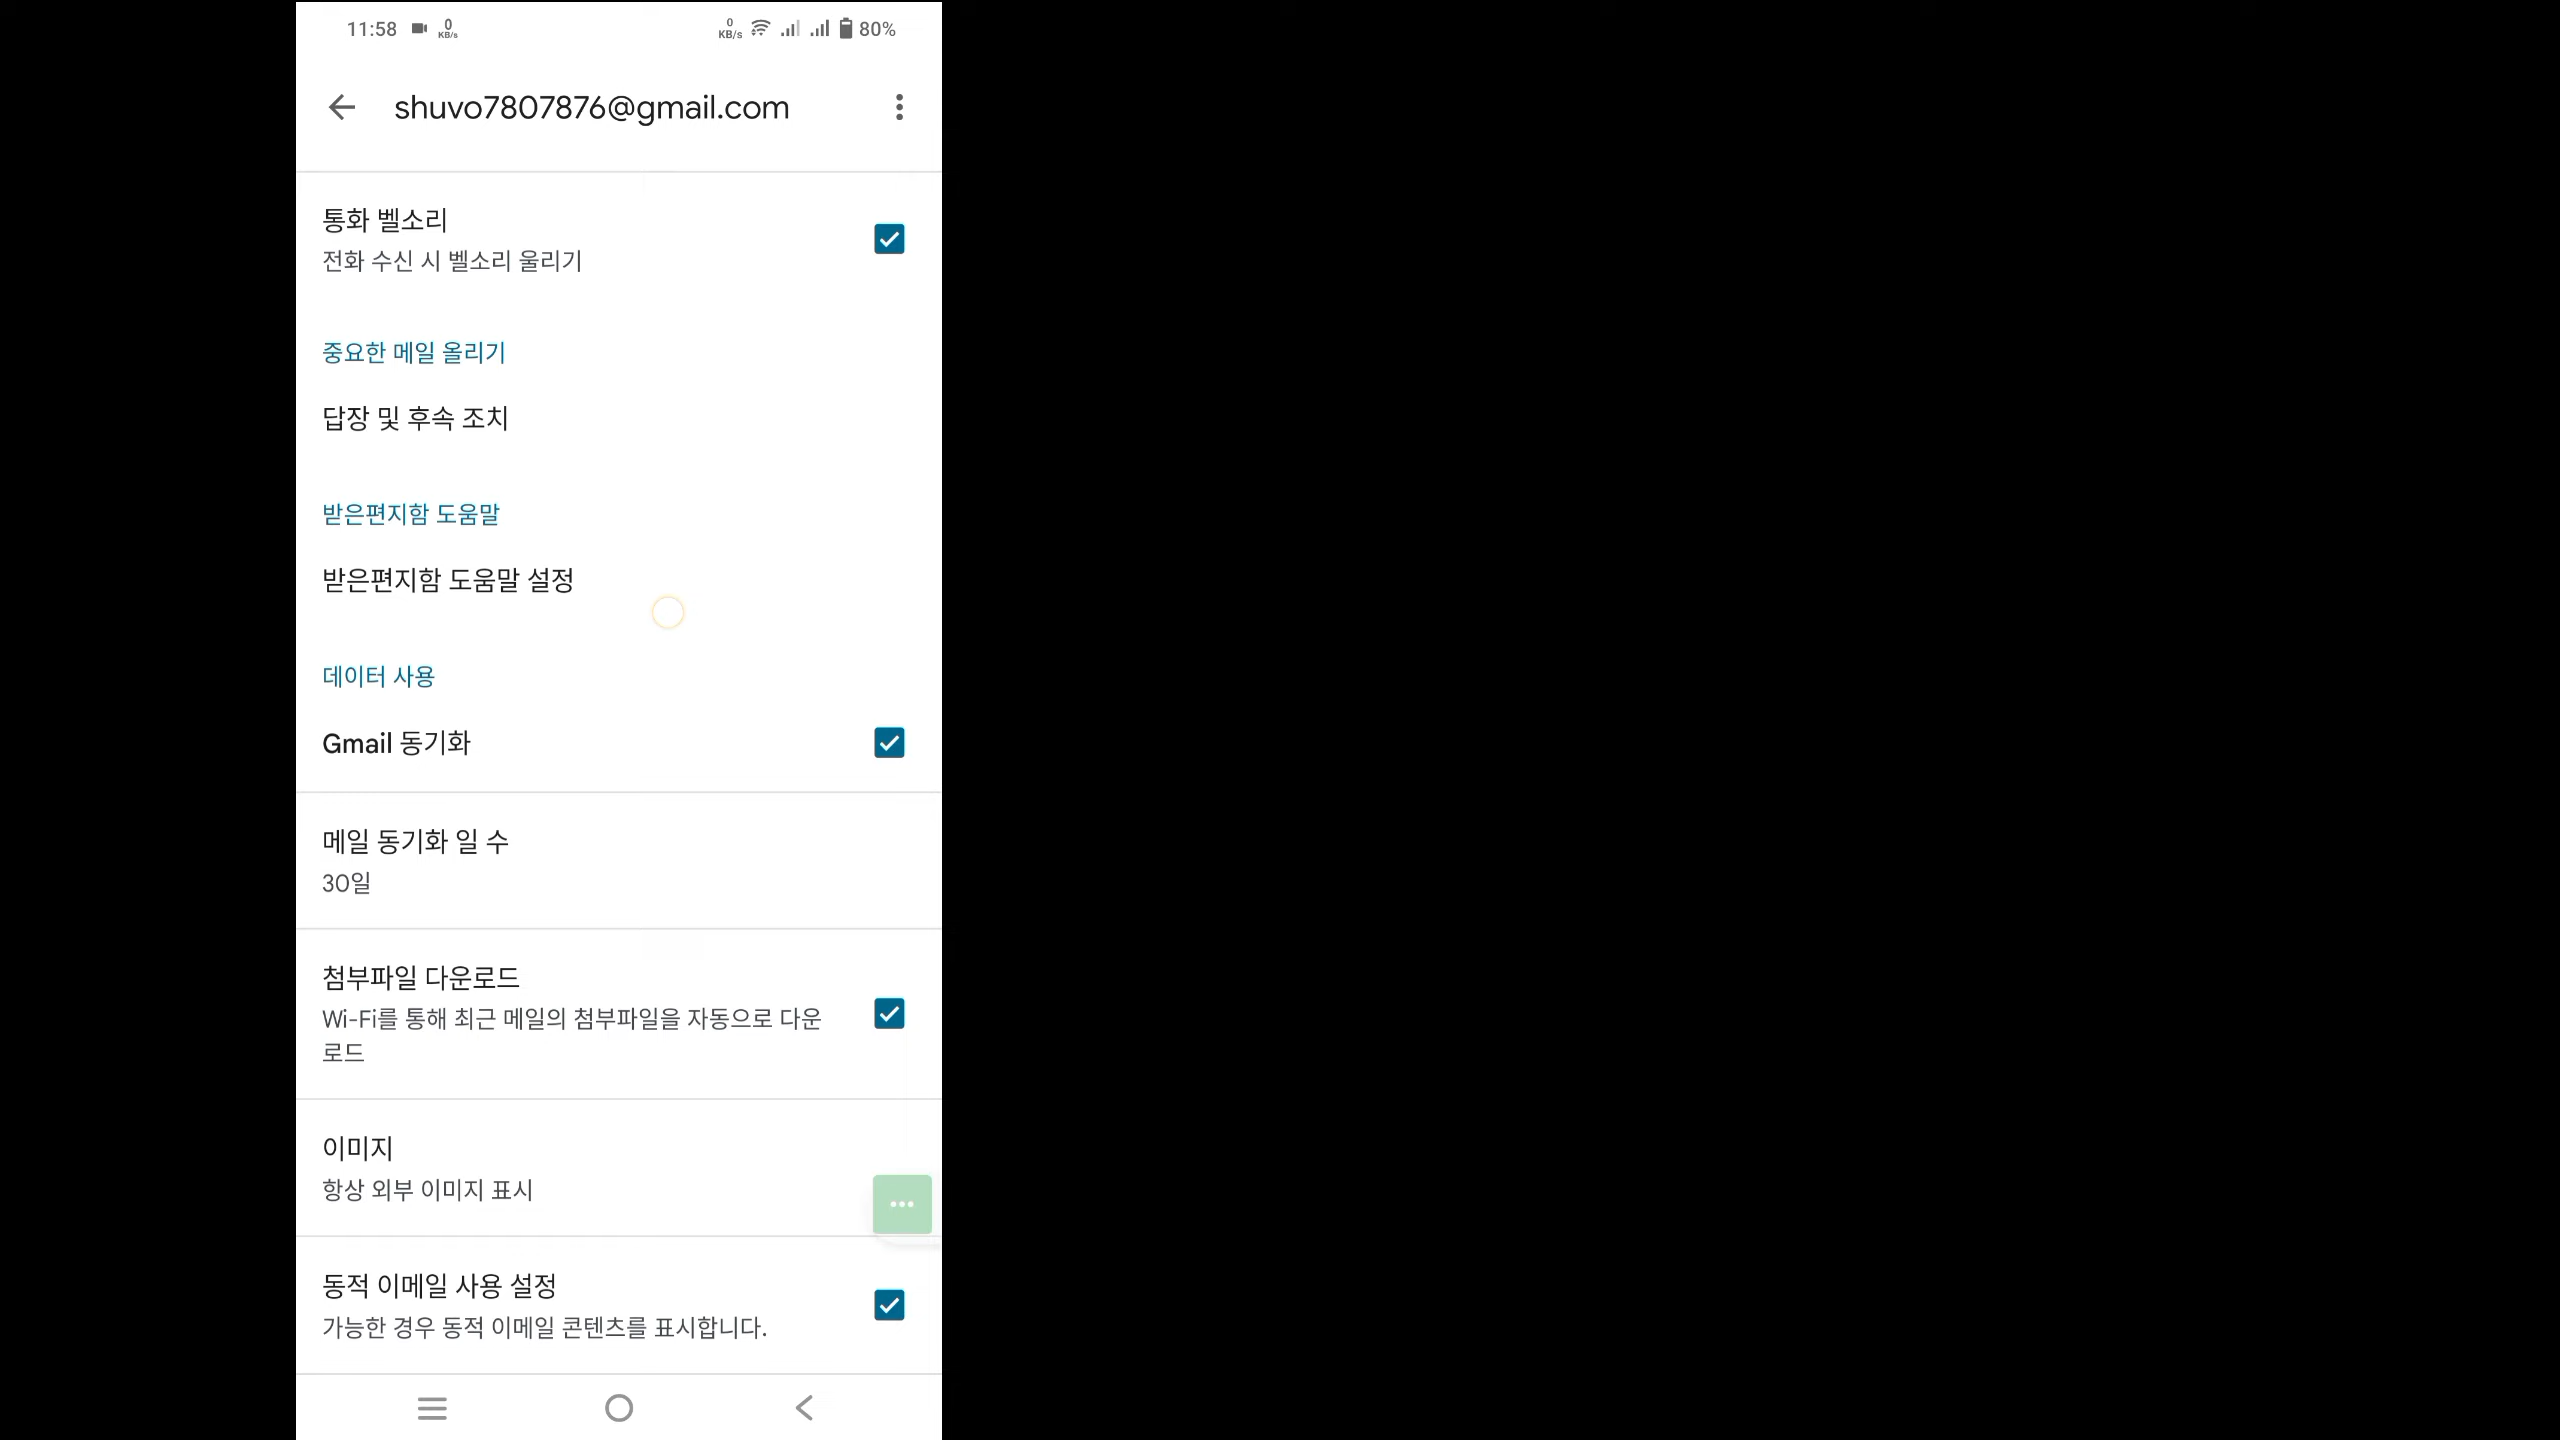 11:58 0 KB/s 0 KB/s 80%
shuvo7807876@gmail.com
통화 벨소리
전화 수신 시 벨소리 울리기
중요한 메일 올리기
답장 및 후속 조치
받은편지함 도움말
받은편지함 도움말 설정
데이터 사용
Gmail 동기화
메일 동기화 일 수
30일
첨부파일 다운로드
Wi-Fi를 통해 최근 메일의 첨부파일을 자동으로 다운
로드
이미지
항상 외부 이미지 표시
동적 이메일 사용 설정
가능한 경우 동적 이메일 콘텐츠를 표시합니다.